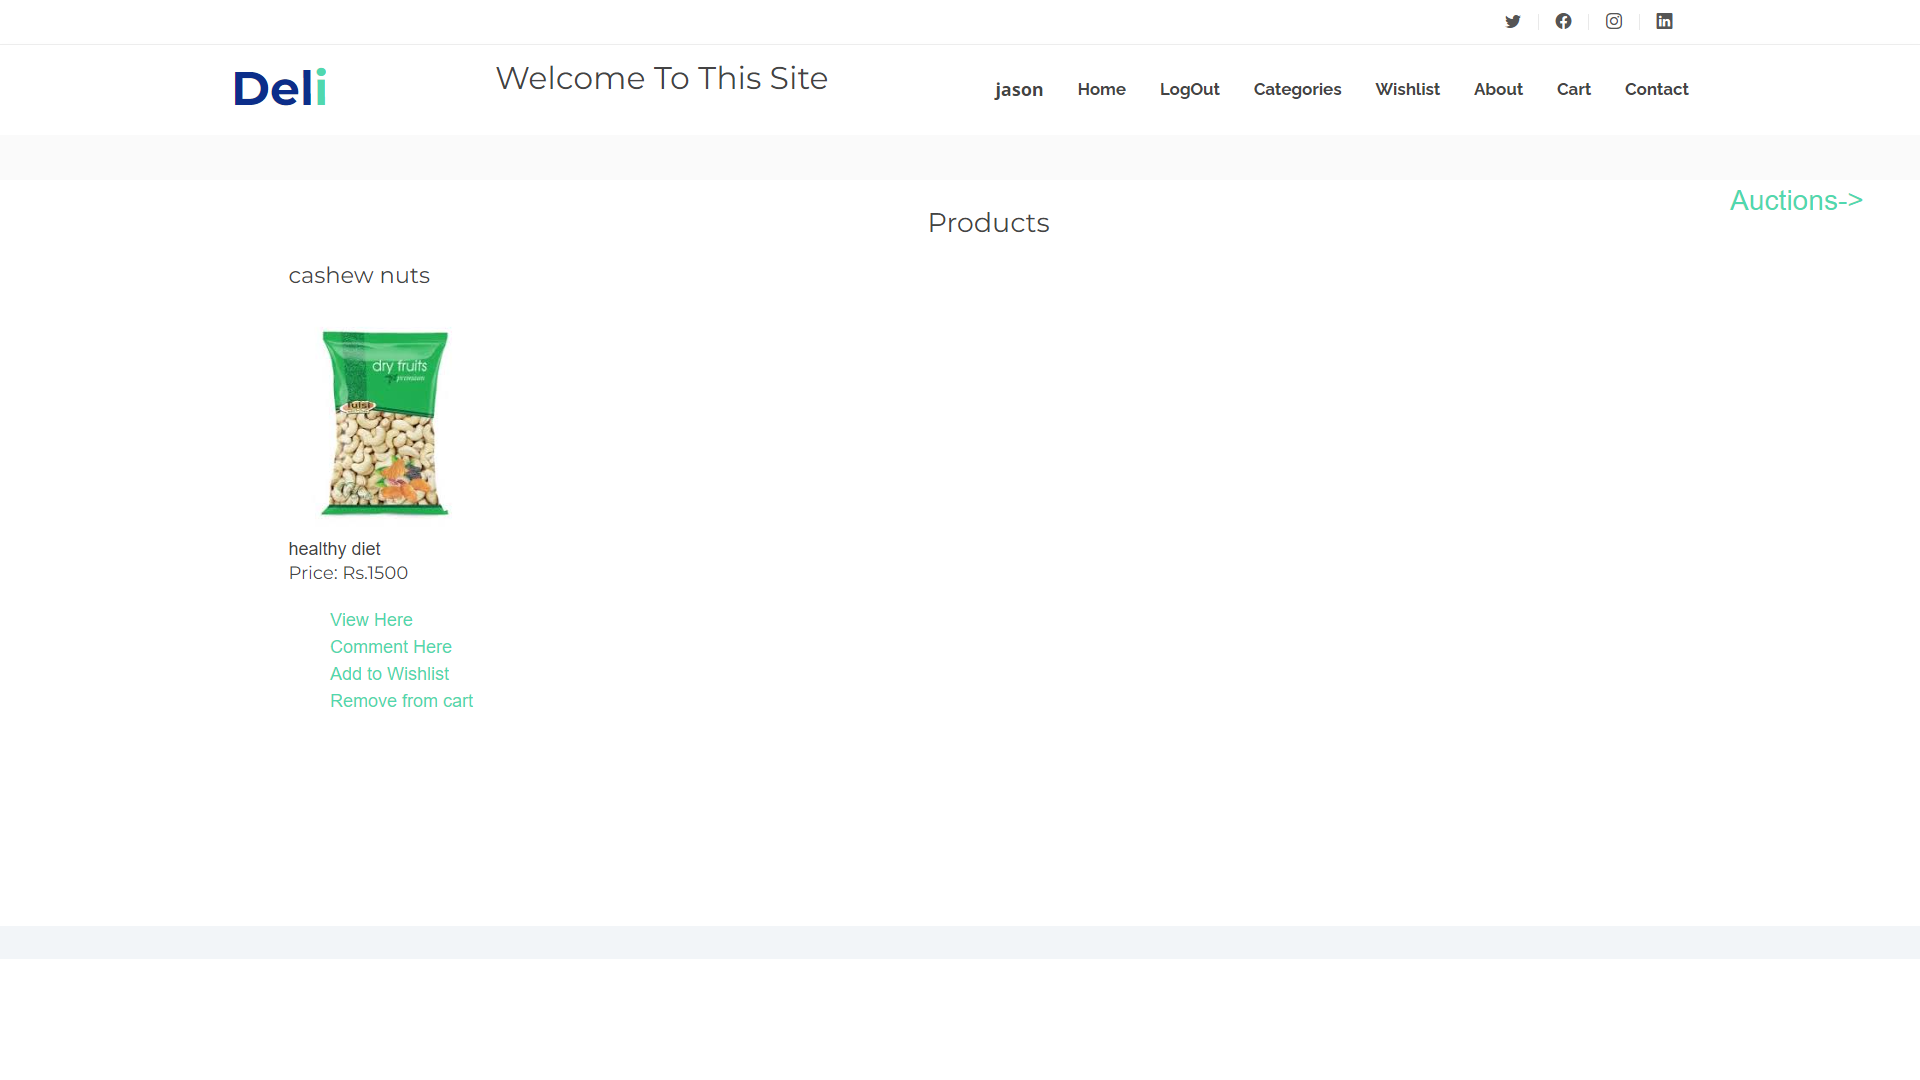 Deli
Welcome To This Site
jason Home LogOut Categories Wishlist About Cart Contact
Auctions->
Products
cashew nuts
dry fruits
premium
Tulsi
healthy diet
Price: Rs.1500
View Here
Comment Here
Add to Wishlist
Remove from cart